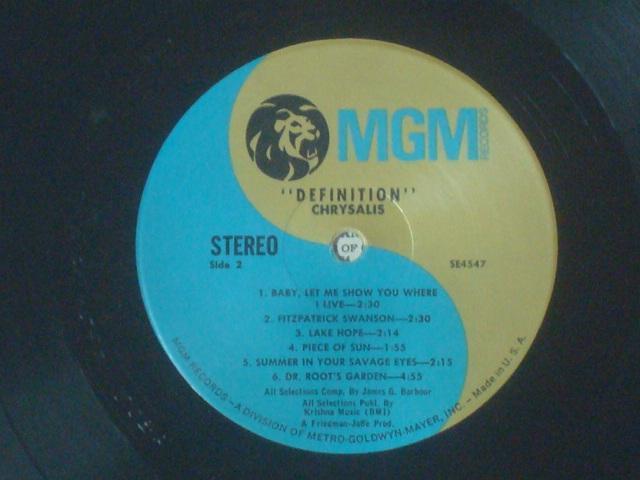 MGM
RECORDS
"DEFINITION"
CHRYSALIS
STEREO
Side 2
OF
SE4547
1. BABY, LET ME SHOW YOU WHERE
I LIVE—2:30
2. FITZPATRICK SWANSON—2:30
3. LAKE HOPE—2:14
4. PIECE OF SUN—1:55
5. SUMMER IN YOUR SAVAGE EYES—2:15
6. DR. ROOT'S GARDEN—4:55
All Selections Comp. By James G. Barbour
All Selections Publ. By
Krishna Music (BMI)
A Friedman-Jaffe Prod.
MGM RECORDS – A DIVISION OF METRO-GOLDWYN-MAYER, INC. – Made in U. S. A.